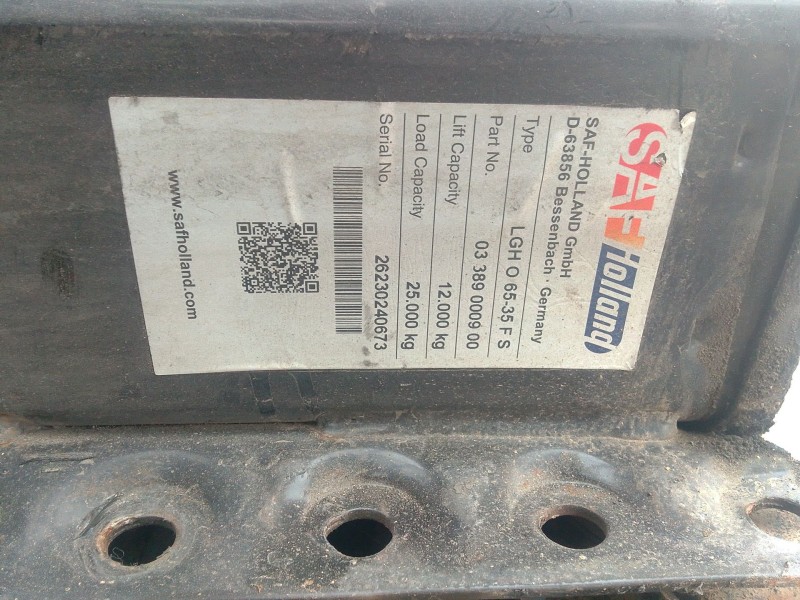 SAF Holland
SAF-HOLLAND GmbH
D-63856 Bessenbach · Germany
Type LGH O 65-35 F S
Part No. 03 389 0009 00
Lift Capacity 12.000 kg
Load Capacity 25.000 kg
Serial No. 26230240673
www.safholland.com